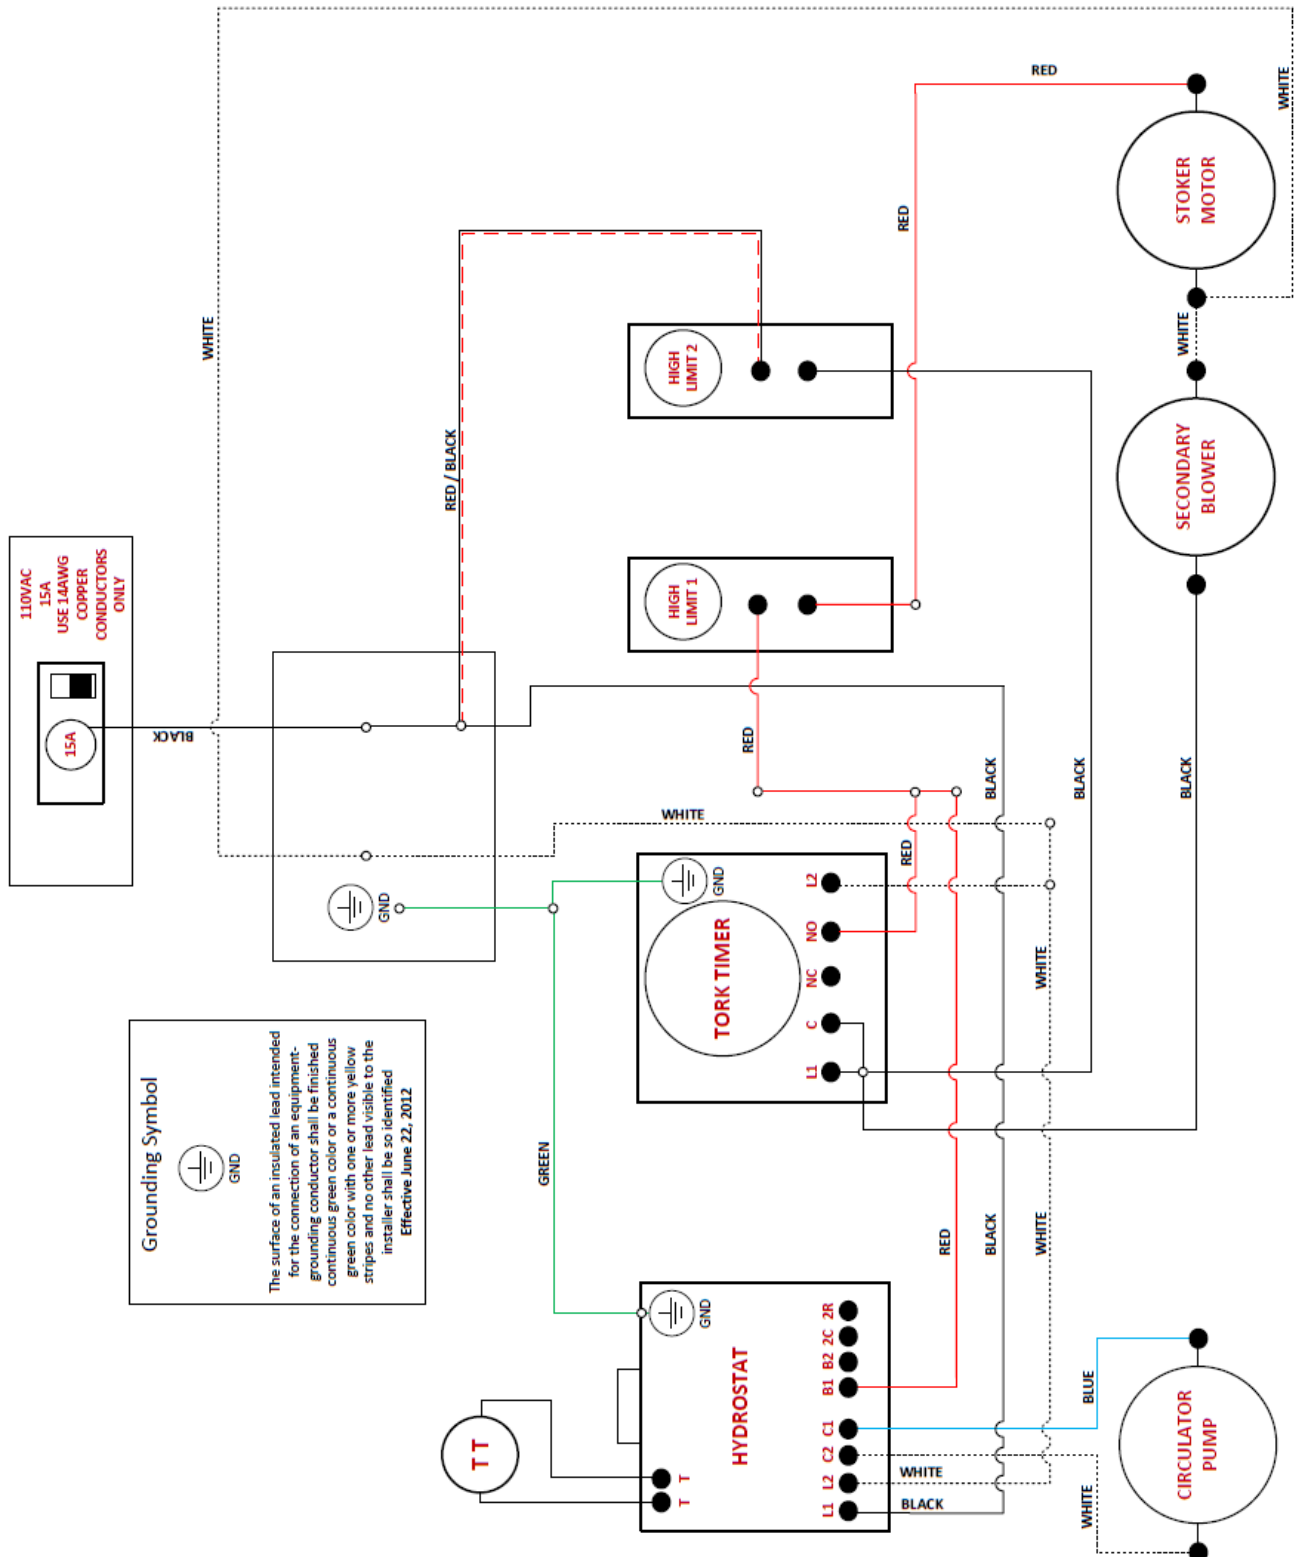 110VAC
15A
USE 14AWG
COPPER
CONDUCTORS
ONLY
15A
BLACK
WHITE
WHITE
RED
RED
STOKER
MOTOR
WHITE
SECONDARY
BLOWER
RED / BLACK
HIGH
LIMIT 2
HIGH
LIMIT 1
RED
WHITE
RED
BLACK
BLACK
BLACK
GND
GND
TORK TIMER
L1
C
NC
NO
L2
WHITE
Grounding Symbol
GND
The surface of an insulated lead intended
for the connection of an equipment-
grounding conductor shall be finished
continuous green color or a continuous
green color with one or more yellow
stripes and no other lead visible to the
installer shall be so identified
Effective June 22, 2012
GREEN
RED
BLACK
WHITE
GND
T T
T
T
HYDROSTAT
L1
L2
C2
C1
B1
B2
2C
2R
WHITE
BLACK
BLUE
WHITE
CIRCULATOR
PUMP